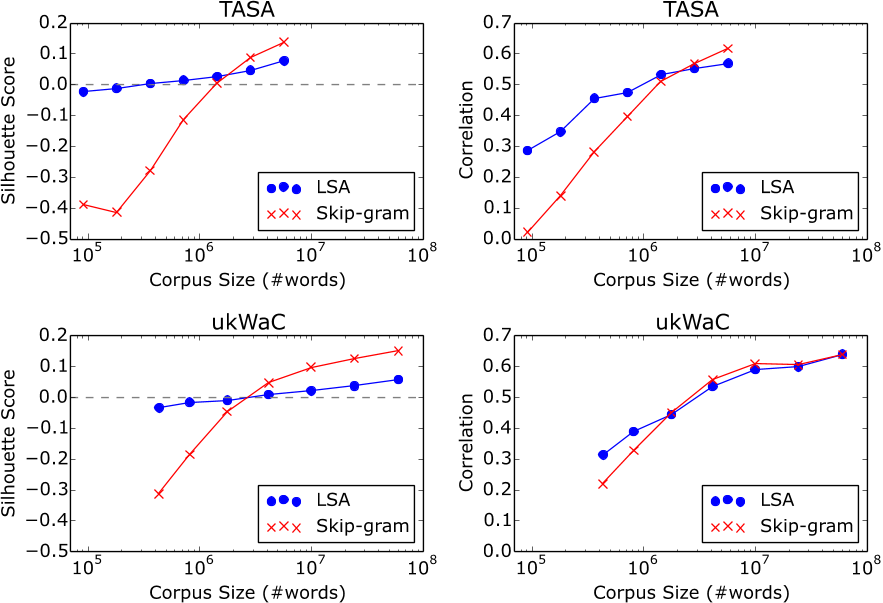 TASA
0.2
0.1
0.0
−0.1
−0.2
−0.3
−0.4
−0.5
Silhouette Score
LSA
Skip-gram
10^5 10^6 10^7 10^8
Corpus Size (#words)
TASA
0.7
0.6
0.5
0.4
0.3
0.2
0.1
0.0
Correlation
LSA
Skip-gram
10^5 10^6 10^7 10^8
Corpus Size (#words)
ukWaC
0.2
0.1
0.0
−0.1
−0.2
−0.3
−0.4
−0.5
Silhouette Score
LSA
Skip-gram
10^5 10^6 10^7 10^8
Corpus Size (#words)
ukWaC
0.7
0.6
0.5
0.4
0.3
0.2
0.1
0.0
Correlation
LSA
Skip-gram
10^5 10^6 10^7 10^8
Corpus Size (#words)